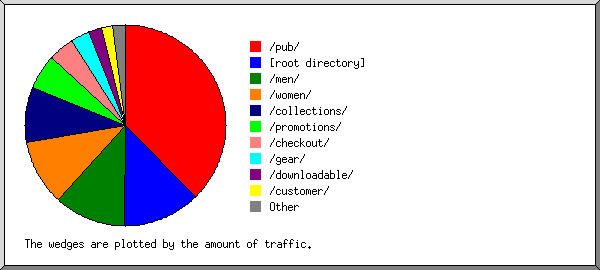 /pub/
[root directory]
/men/
/women/
/collections/
/promotions/
/checkout/
/gear/
/downloadable/
/customer/
Other
The wedges are plotted by the amount of traffic.